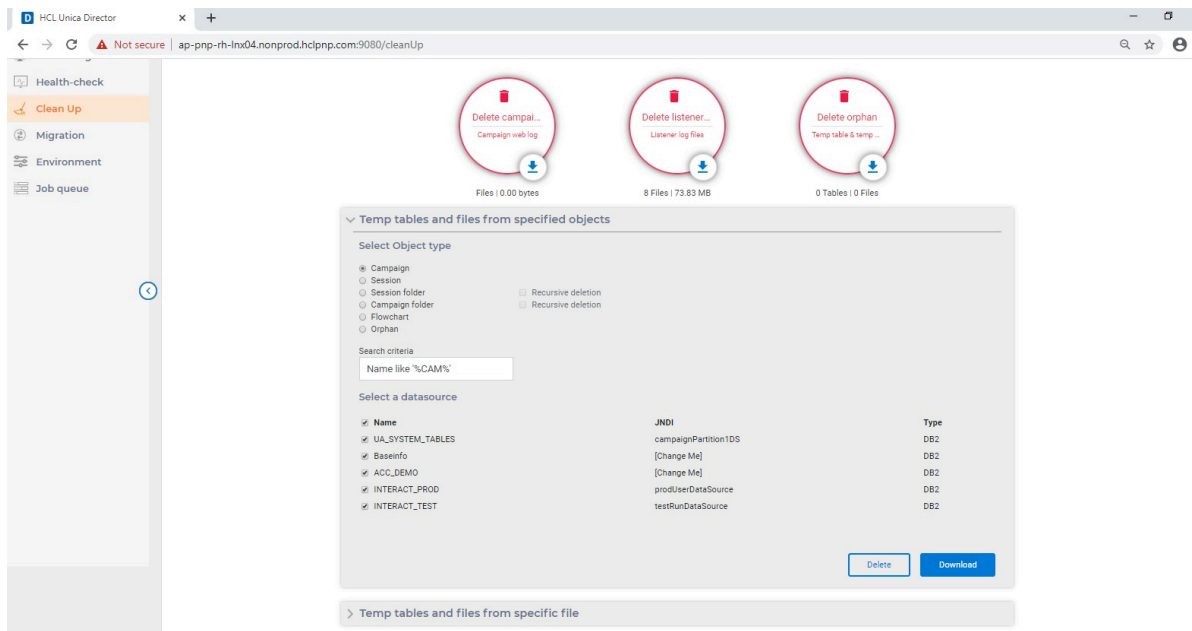 HCL Unica Director
Not secure | ap-pnp-rh-lnx04.nonprod.hclpnp.com:9080/cleanUp
Health-check
Clean Up
Migration
Environment
Job queue
Delete campai...
Campaign web log
Files | 0.00 bytes
Delete listener...
Listener log files
8 Files | 73.83 MB
Delete orphan
Temp table & temp ...
0 Tables | 0 Files
Temp tables and files from specified objects
Select Object type
Campaign
Session
Session folder Recursive deletion
Campaign folder Recursive deletion
Flowchart
Orphan
Search criteria
Name like '%CAM%'
Select a datasource
Name JNDI Type
UA_SYSTEM_TABLES campaignPartition1DS DB2
Baseinfo [Change Me] DB2
ACC_DEMO [Change Me] DB2
INTERACT_PROD prodUserDataSource DB2
INTERACT_TEST testRunDataSource DB2
Delete Download
Temp tables and files from specific file